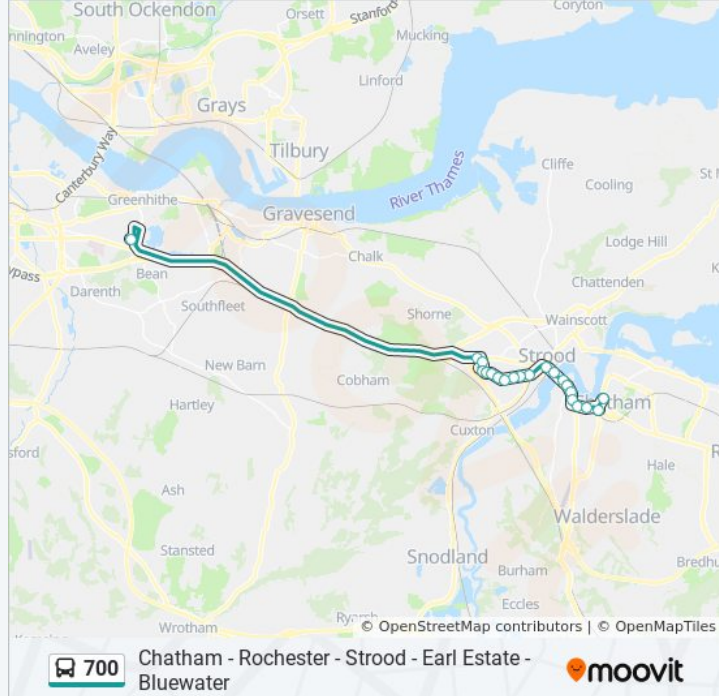 South Ockendon
Orsett
Stanford
Coryton
nnington
Aveley
Mucking
Linford
Grays
Canterbury Way
Tilbury
Cliffe
St M
Greenhithe
River Thames
Cooling
Gravesend
Lodge Hill
Chalk
ypass
Bean
Chattenden
K
Darenth
Southfleet
Shorne
Wainscott
Strood
New Barn
Cobham
Hartley
Chatham
Cuxton
sford
R
Hale
Ash
Walderslade
Stansted
Snodland
Burham
Bredhu
Eccles
Wrotham
Ryarsh
© OpenStreetMap contributors | © OpenMapTiles
700
Chatham - Rochester - Strood - Earl Estate -
Bluewater
moovit